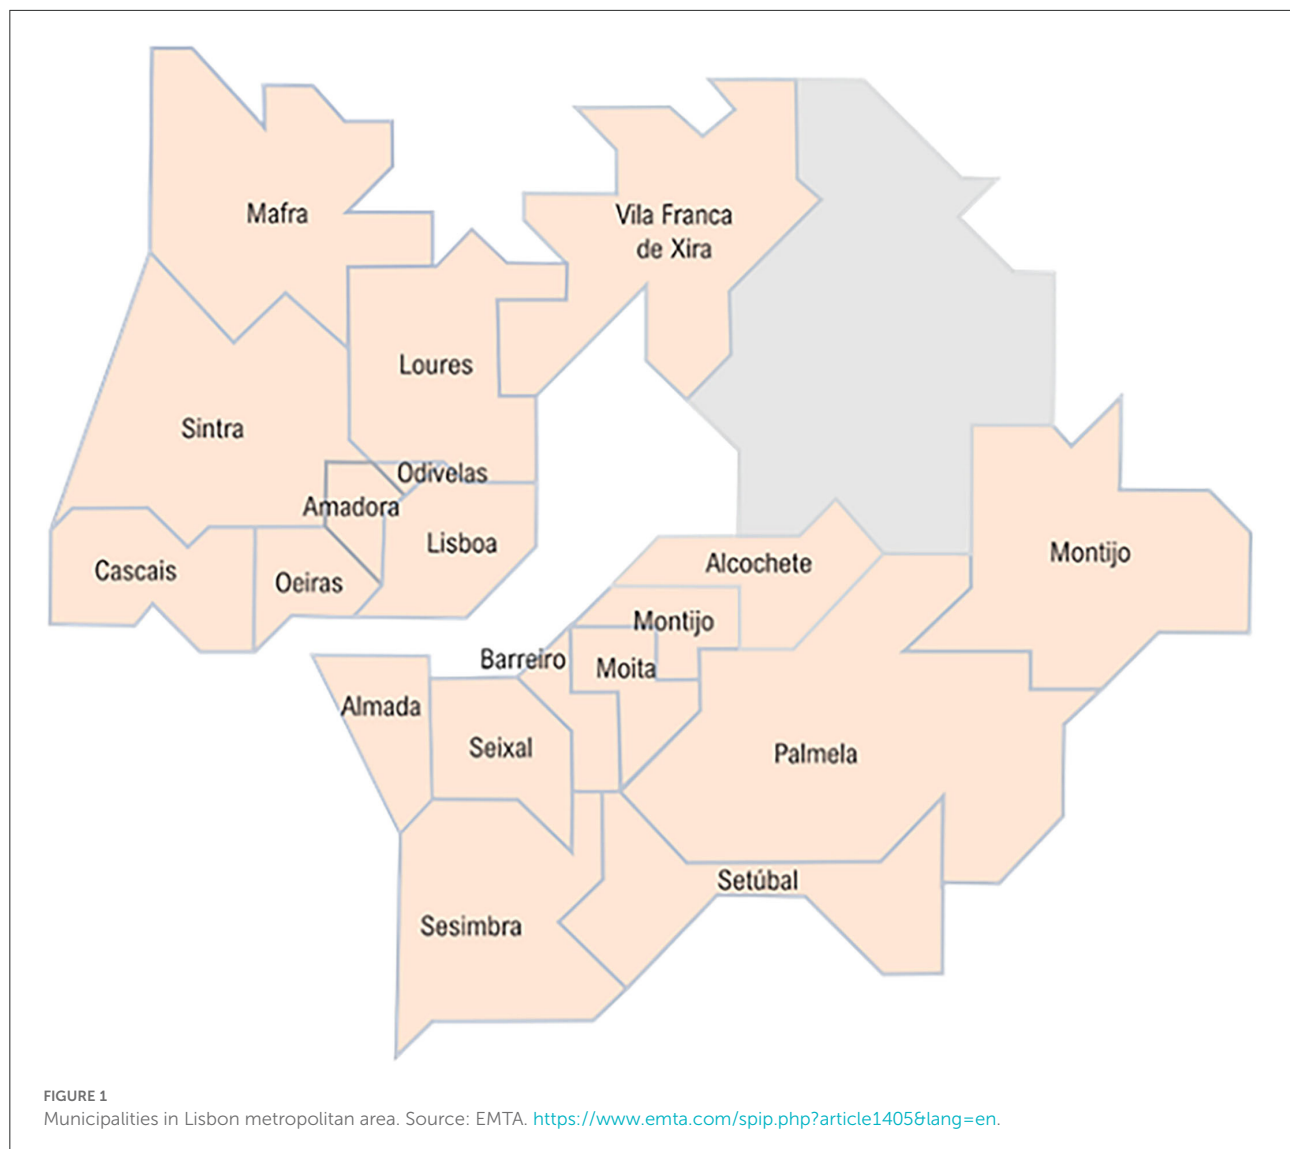 Mafra
Vila Franca
de Xira
Loures
Sintra
Odivelas
Amadora
Lisboa
Cascais
Oeiras
Alcochete
Montijo
Montijo
Barreiro
Moita
Almada
Seixal
Palmela
Setúbal
Sesimbra
FIGURE 1
Municipalities in Lisbon metropolitan area. Source: EMTA. https://www.emta.com/spip.php?article1405&lang=en.